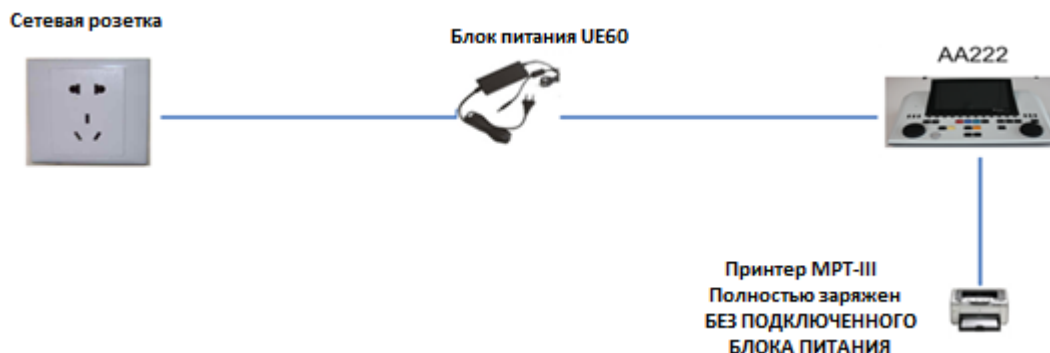 Сетевая розетка
Блок питания UE60
AA222
Принтер MPT-III
Полностью заряжен
БЕЗ ПОДКЛЮЧЕННОГО
БЛОКА ПИТАНИЯ